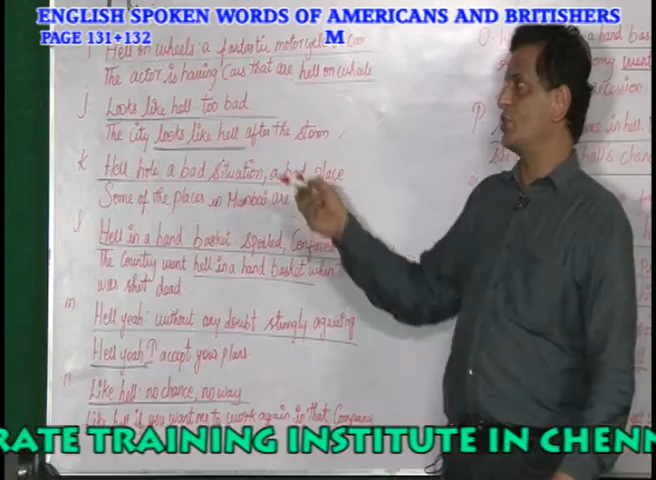 ENGLISH SPOKEN WORDS OF AMERICANS AND BRITISHERS
PAGE 131+132 M
Hell on wheels: a fantastic motorcycle
The actor is having Cars that are hell on wheels
j Looks like hell too bad
The city looks like hell after the storm
K Hell hole a bad situation, a bad place
Some of the places in Mumbai are
l Hell in a hand basket spoiled,
The Country went hell in a hand basket when
was shot dead
m. Hell yeah: without any doubt
Hell yeah I accept your plans
n Like hell: no chance, no way
Like hell if you want me to work again in that Company
O. a hand
went
P in hell.
hell's
RATE TRAINING INSTITUTE IN CHENN